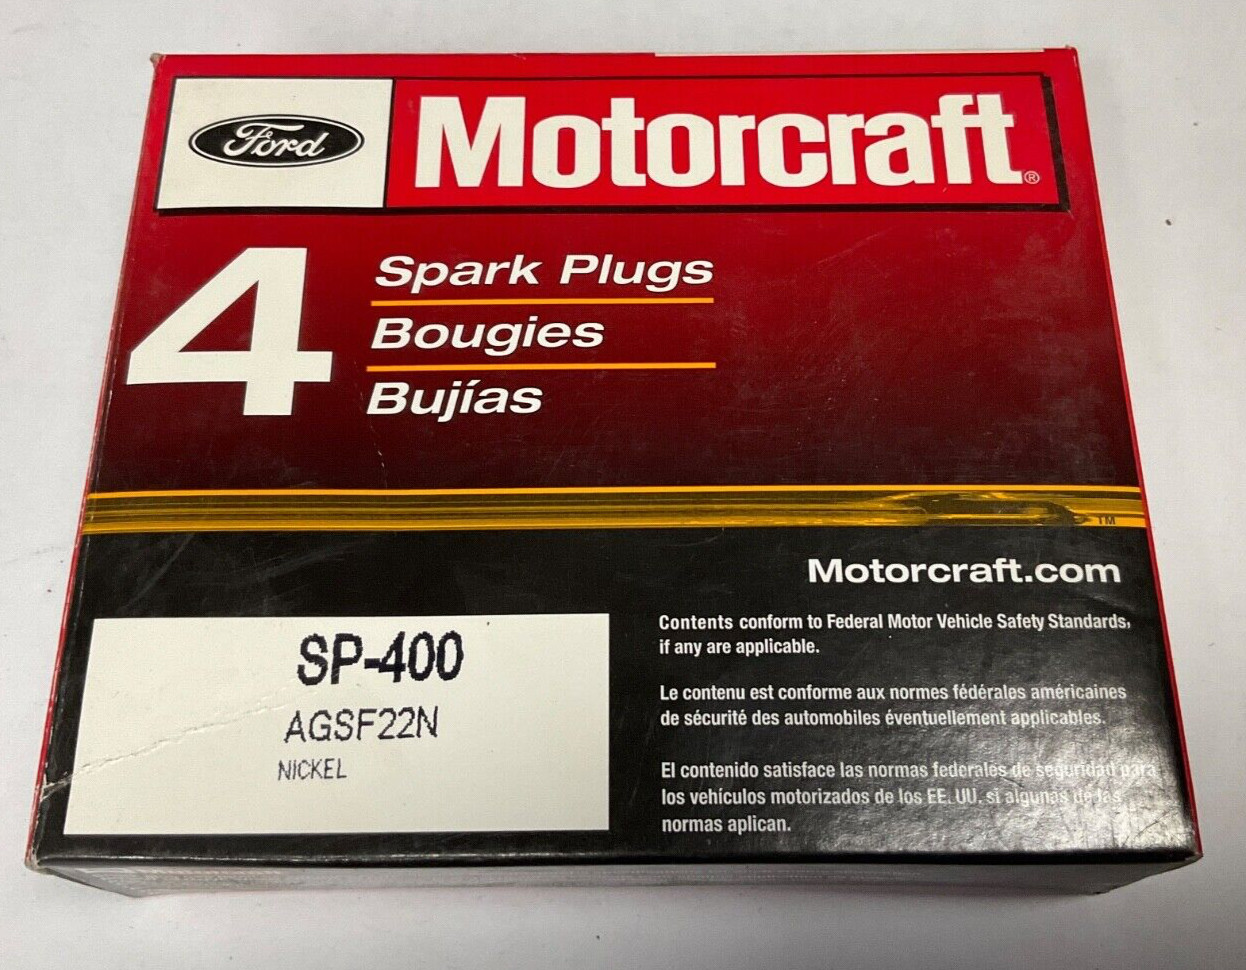 Ford Motorcraft®
4
Spark Plugs
Bougies
Bujías
TM
Motorcraft.com
SP-400
AGSF22N
NICKEL
Contents conform to Federal Motor Vehicle Safety Standards,
if any are applicable.
Le contenu est conforme aux normes fédérales américaines
de sécurité des automobiles éventuellement applicables.
El contenido satisface las normas federales de seguridad para
los vehículos motorizados de los EE. UU. si algunas de las
normas aplican.